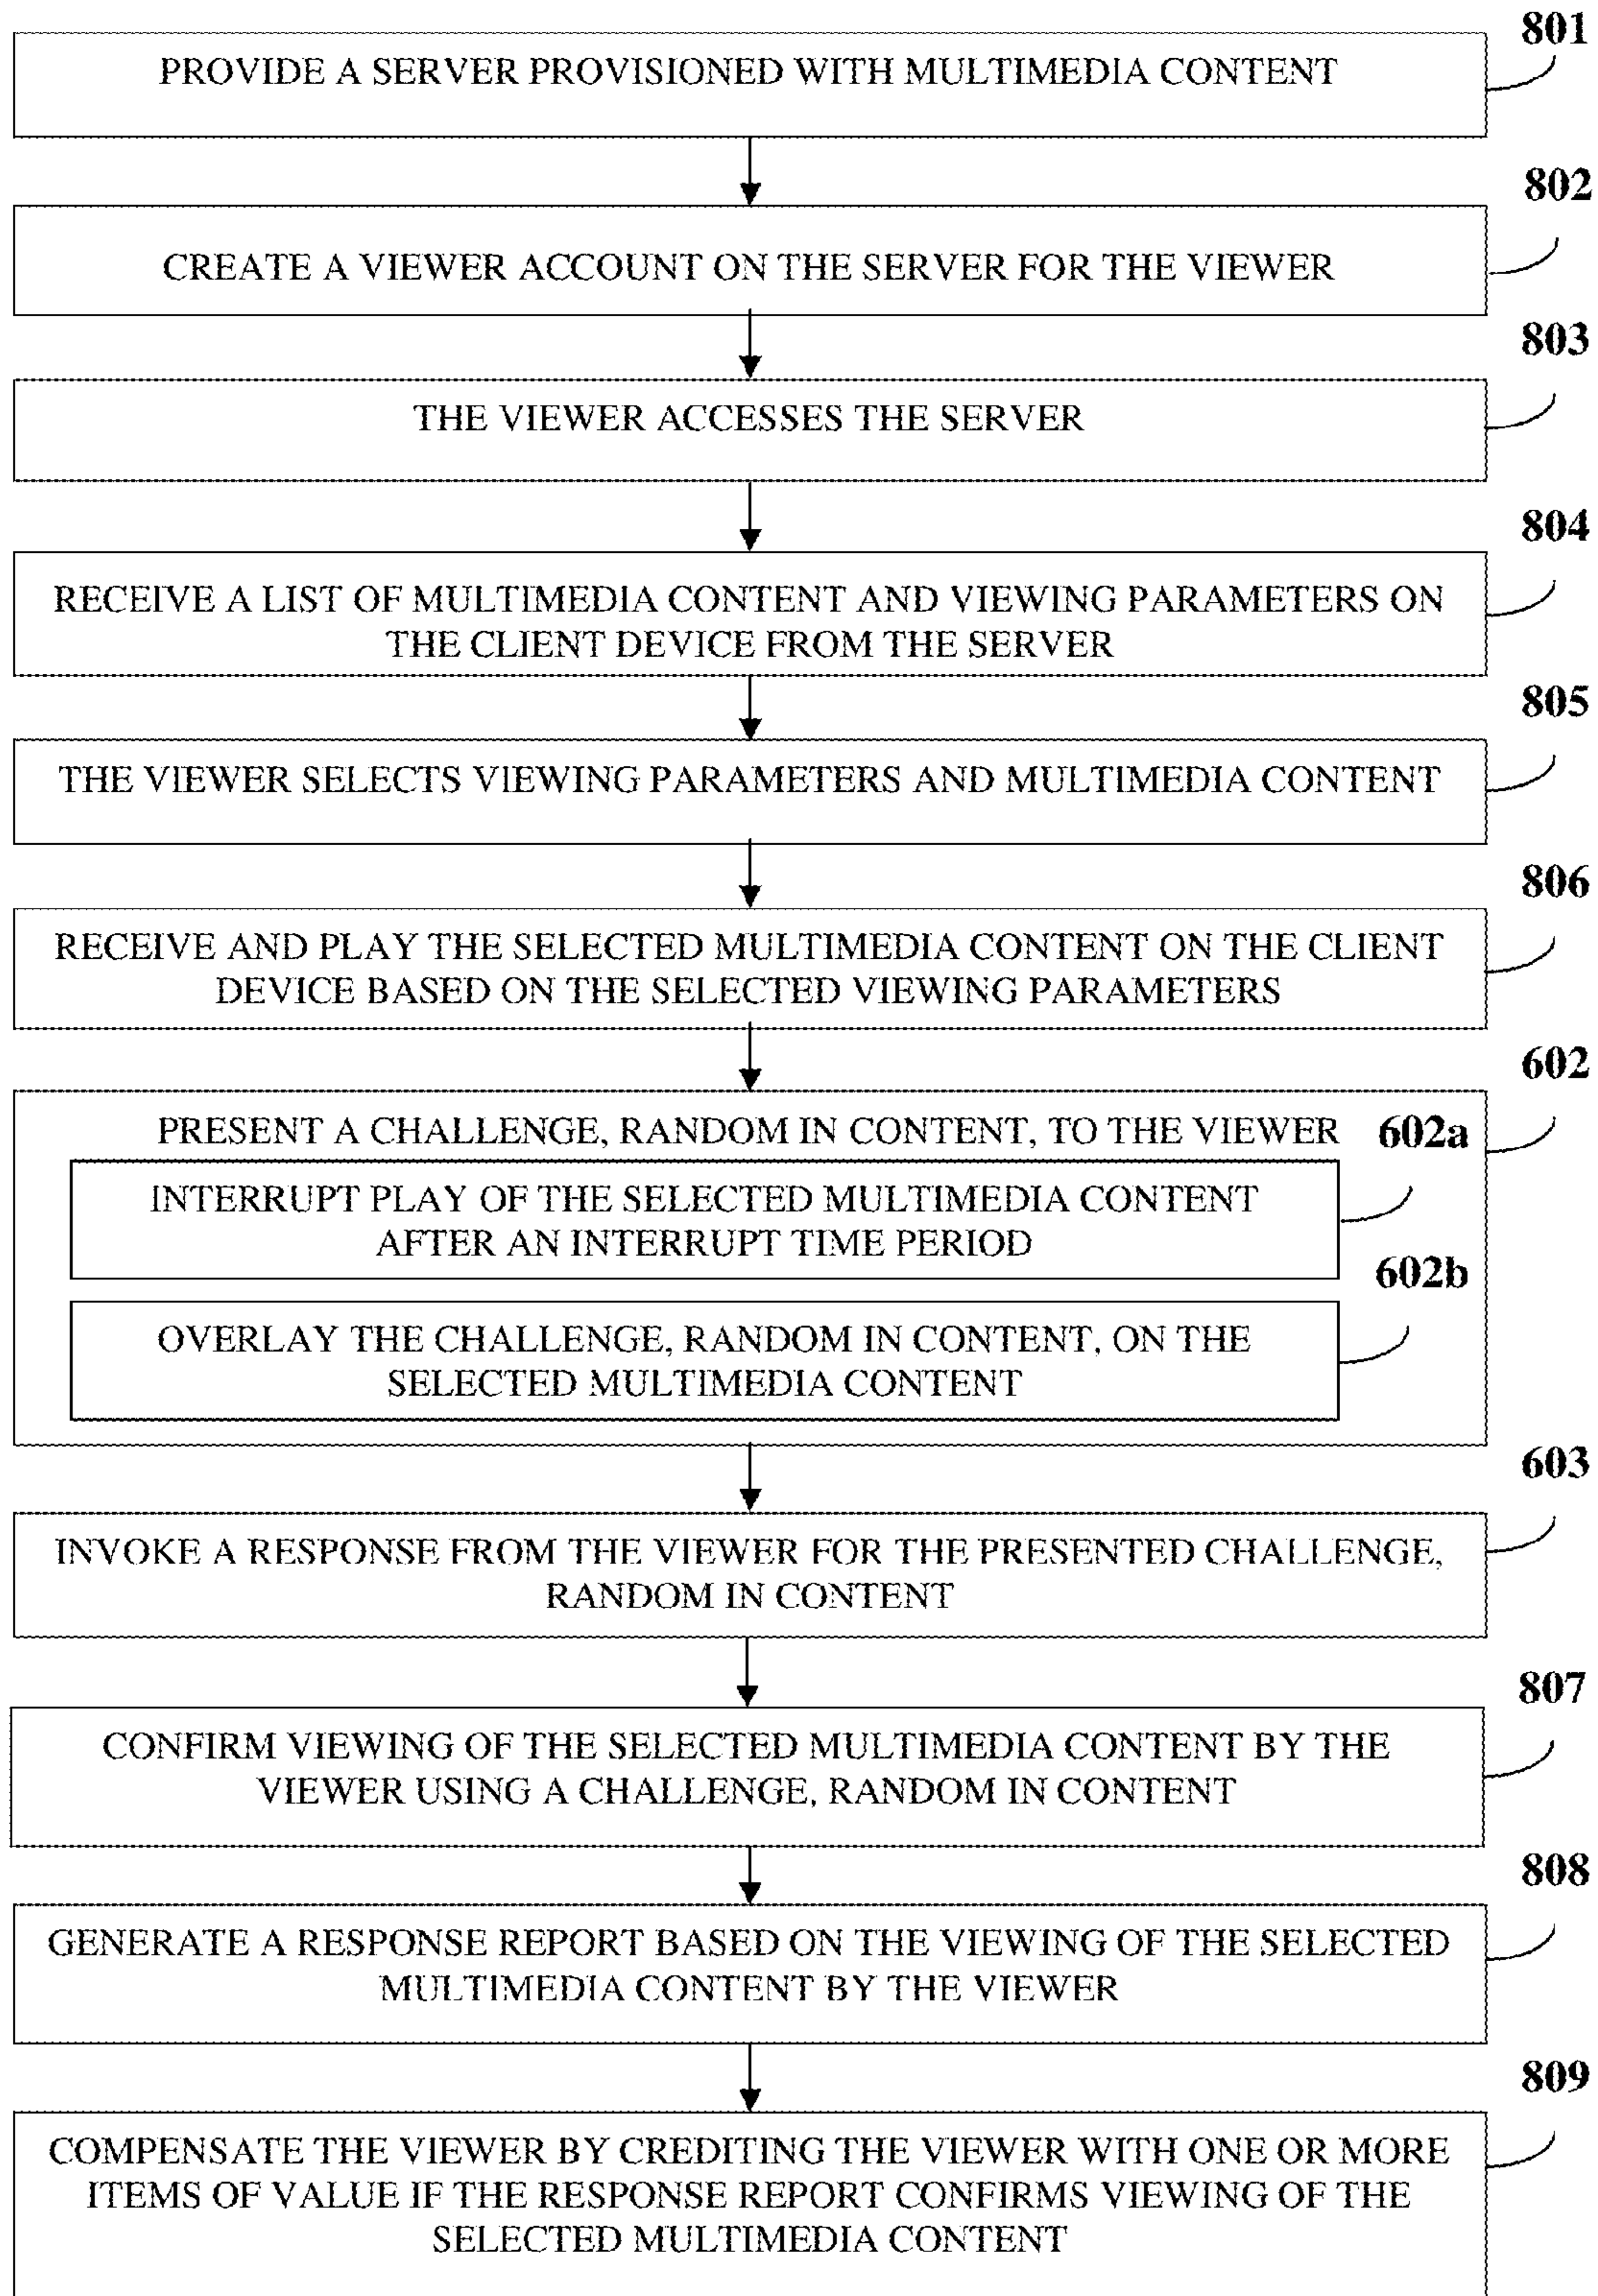 801
PROVIDE A SERVER PROVISIONED WITH MULTIMEDIA CONTENT
802
CREATE A VIEWER ACCOUNT ON THE SERVER FOR THE VIEWER
803
THE VIEWER ACCESSES THE SERVER
804
RECEIVE A LIST OF MULTIMEDIA CONTENT AND VIEWING PARAMETERS ON
THE CLIENT DEVICE FROM THE SERVER
805
THE VIEWER SELECTS VIEWING PARAMETERS AND MULTIMEDIA CONTENT
806
RECEIVE AND PLAY THE SELECTED MULTIMEDIA CONTENT ON THE CLIENT
DEVICE BASED ON THE SELECTED VIEWING PARAMETERS
602
PRESENT A CHALLENGE, RANDOM IN CONTENT, TO THE VIEWER
602a
INTERRUPT PLAY OF THE SELECTED MULTIMEDIA CONTENT
AFTER AN INTERRUPT TIME PERIOD
602b
OVERLAY THE CHALLENGE, RANDOM IN CONTENT, ON THE
SELECTED MULTIMEDIA CONTENT
603
INVOKE A RESPONSE FROM THE VIEWER FOR THE PRESENTED CHALLENGE,
RANDOM IN CONTENT
807
CONFIRM VIEWING OF THE SELECTED MULTIMEDIA CONTENT BY THE
VIEWER USING A CHALLENGE, RANDOM IN CONTENT
808
GENERATE A RESPONSE REPORT BASED ON THE VIEWING OF THE SELECTED
MULTIMEDIA CONTENT BY THE VIEWER
809
COMPENSATE THE VIEWER BY CREDITING THE VIEWER WITH ONE OR MORE
ITEMS OF VALUE IF THE RESPONSE REPORT CONFIRMS VIEWING OF THE
SELECTED MULTIMEDIA CONTENT